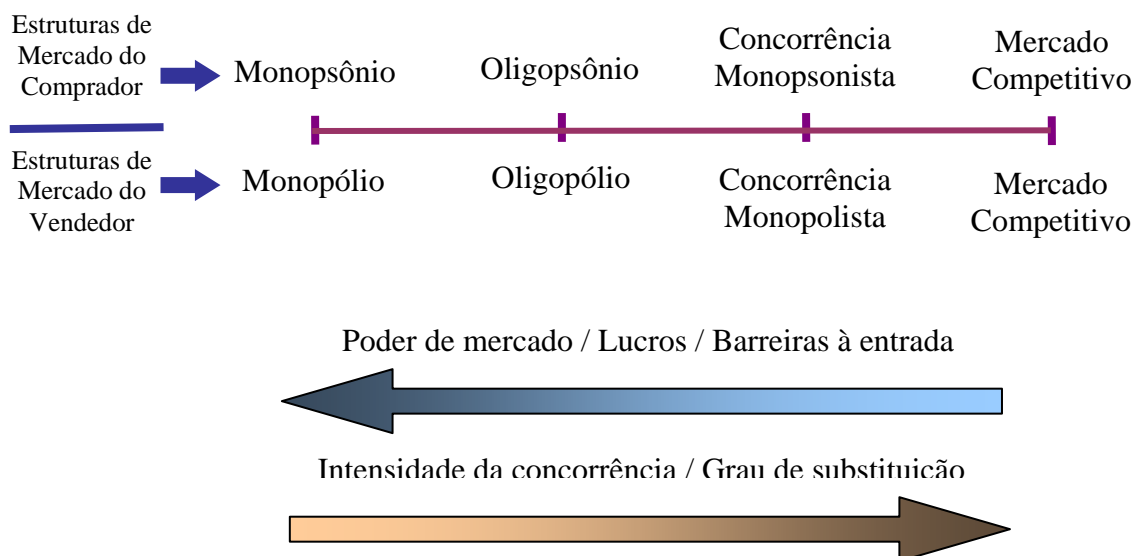 Estruturas de
Mercado do
Comprador
Monopsônio
Oligopsônio
Concorrência
Monopsonista
Mercado
Competitivo
Estruturas de
Mercado do
Vendedor
Monopólio
Oligopólio
Concorrência
Monopolista
Mercado
Competitivo
Poder de mercado / Lucros / Barreiras à entrada
Intensidade da concorrência / Grau de substituição